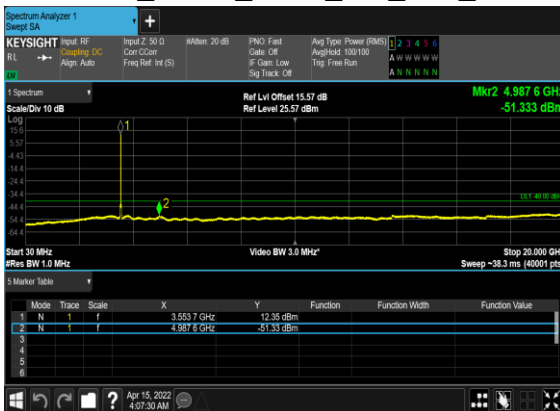 Spectrum Analyzer 1
Swept SA
KEYSIGHT Input: RF Input Z: 50 Ω #Atten: 20 dB PNO: Fast Avg Type: Power (RMS) 1 2 3 4 5 6
RL Coupling: DC Corr CCorr Gate: Off Avg|Hold: 100/100 A W W W W W
Align: Auto Freq Ref: Int (S) IF Gain: Low Trig: Free Run
LV Sig Track: Off A N N N N N
1 Spectrum Ref Lvl Offset 15.57 dB Mkr2 4.987 6 GHz
Scale/Div 10 dB Ref Level 25.57 dBm -51.333 dBm
Log
15.6
5.57
-4.43
-14.4
-24.4
-34.4
-44.4
-54.4
-64.4
1
2
DL1 -40.00 dBm
Start 30 MHz Video BW 3.0 MHz* Stop 20.000 GHz
#Res BW 1.0 MHz Sweep ~38.3 ms (40001 pts)
5 Marker Table
Mode Trace Scale X Y Function Function Width Function Value
1 N 1 f 3.553 7 GHz 12.35 dBm
2 N 1 f 4.987 6 GHz -51.33 dBm
3
4
5
6
? Apr 15, 2022
4:07:30 AM